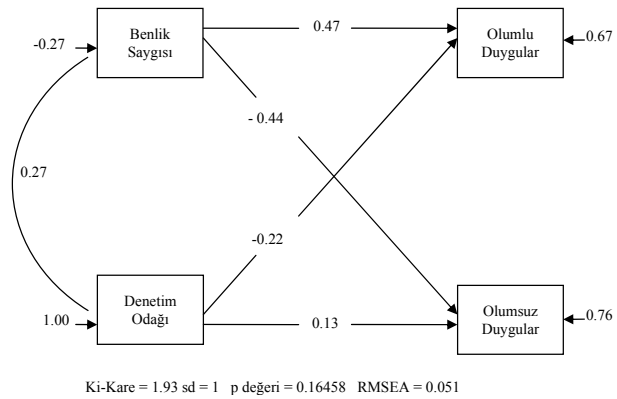 Benlik
Saygısı
-0.27
0.47
Olumlu
Duygular
0.67
- 0.44
0.27
-0.22
Denetim
Odağı
1.00
0.13
Olumsuz
Duygular
0.76
Ki-Kare = 1.93 sd = 1 p değeri = 0.16458 RMSEA = 0.051